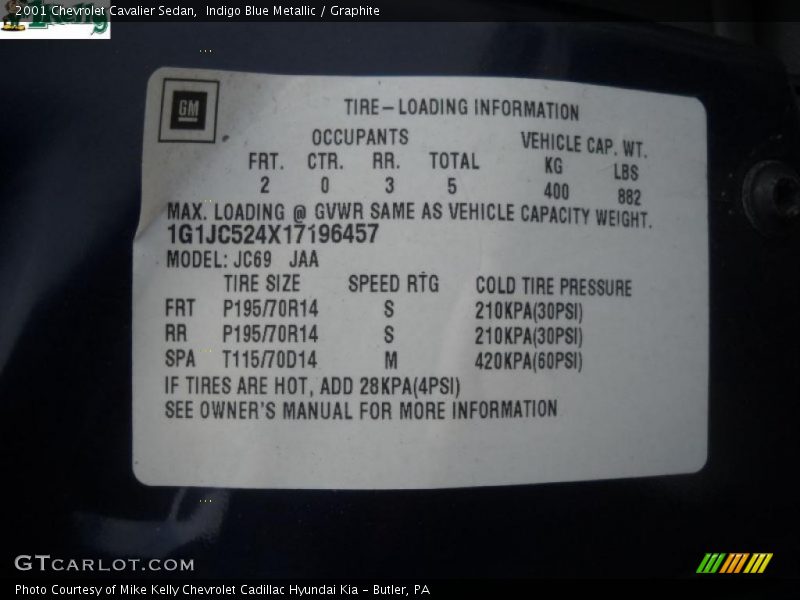 2001 Chevrolet Cavalier Sedan,  Indigo Blue Metallic / Graphite
GM
TIRE-LOADING INFORMATION
OCCUPANTS VEHICLE CAP. WT.
FRT. CTR. RR. TOTAL KG LBS
2 0 3 5 400 882
MAX. LOADING @ GVWR SAME AS VEHICLE CAPACITY WEIGHT.
1G1JC524X17196457
MODEL: JC69 JAA
TIRE SIZE SPEED RTG COLD TIRE PRESSURE
FRT P195/70R14 S 210KPA(30PSI)
RR P195/70R14 S 210KPA(30PSI)
SPA T115/70D14 M 420KPA(60PSI)
IF TIRES ARE HOT, ADD 28KPA(4PSI)
SEE OWNER'S MANUAL FOR MORE INFORMATION
GTCARLOT.COM
Photo Courtesy of Mike Kelly Chevrolet Cadillac Hyundai Kia - Butler, PA